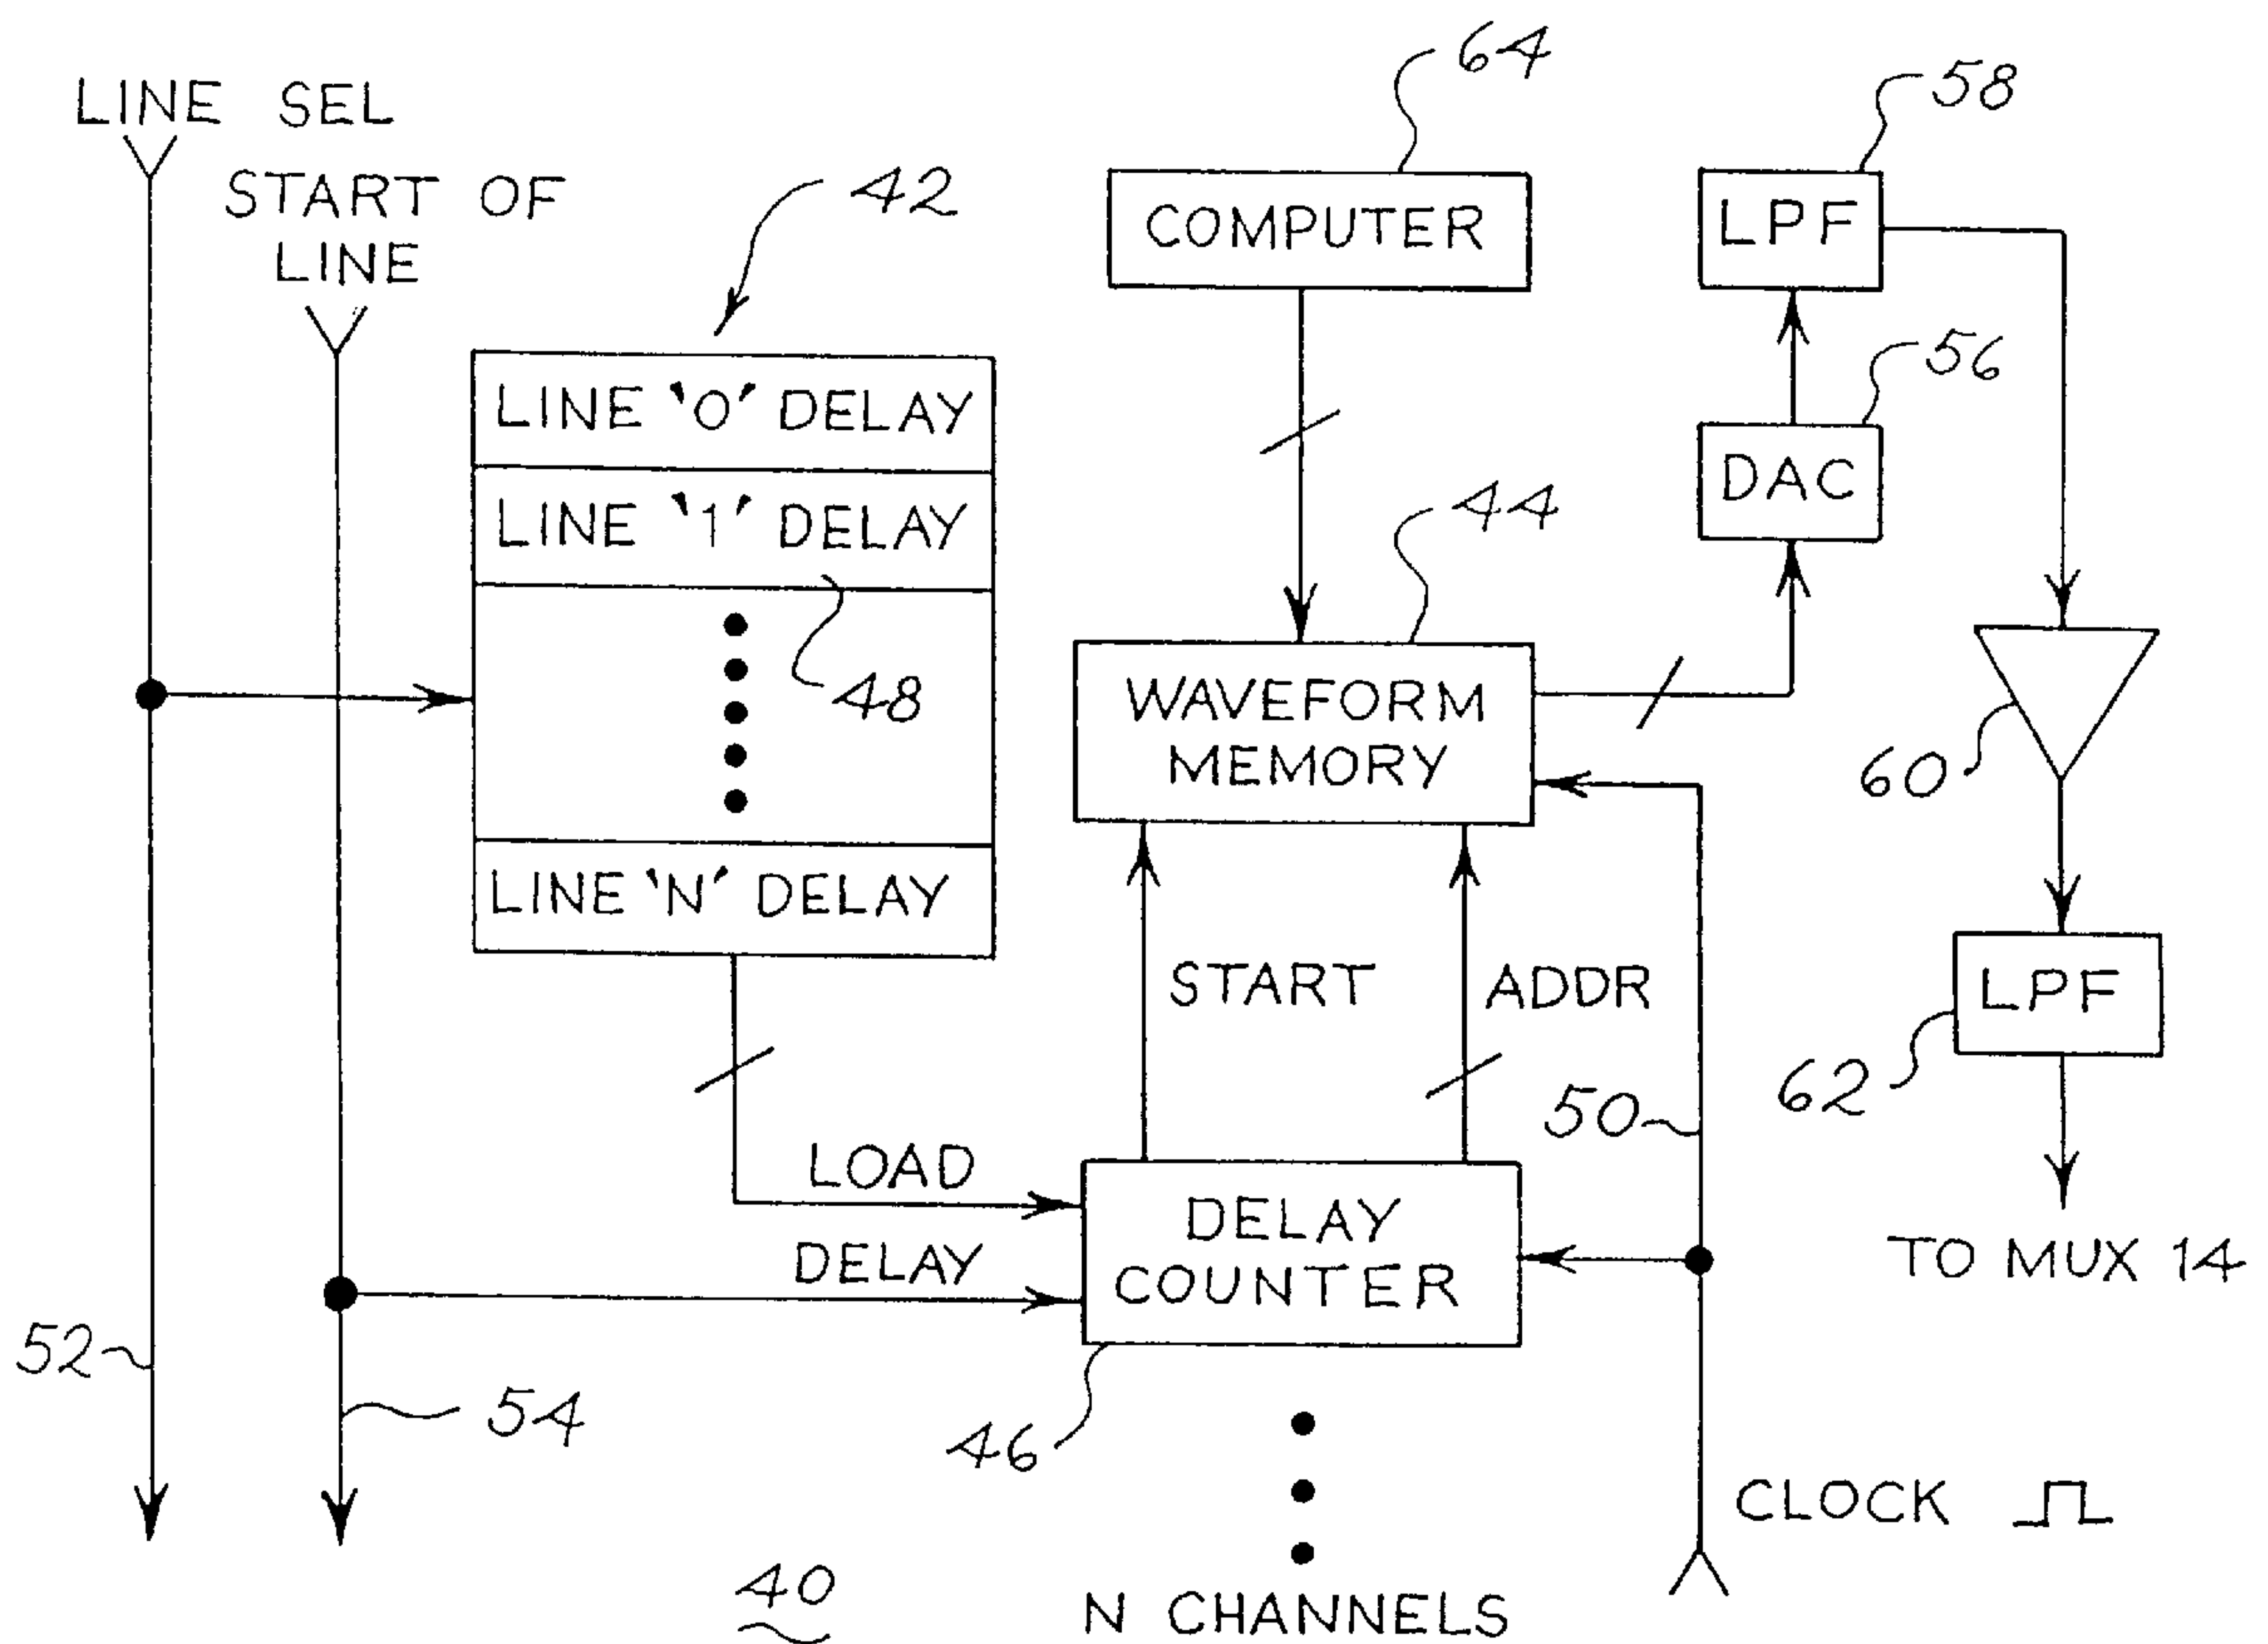 LINE SEL
START OF
LINE
42
LINE '0' DELAY
LINE '1' DELAY
48
LINE 'N' DELAY
64
COMPUTER
58
LPF
56
DAC
44
WAVEFORM
MEMORY
60
LPF
62
START
ADDR
50
LOAD
DELAY
DELAY
COUNTER
TO MUX 14
52
54
46
CLOCK
40
N CHANNELS